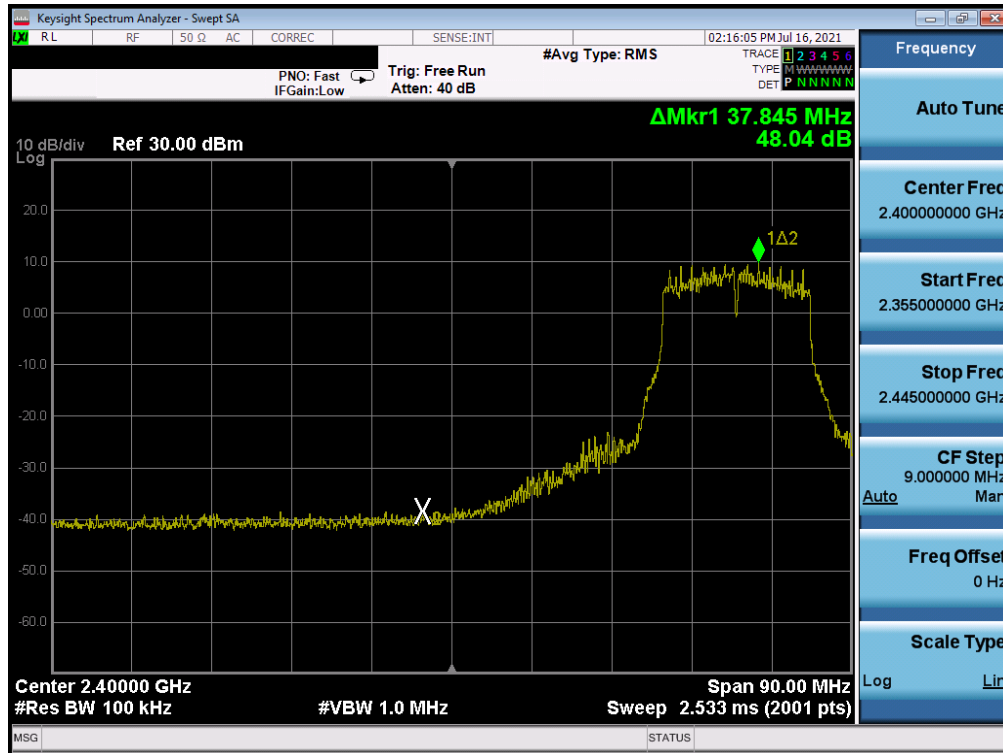 Keysight Spectrum Analyzer - Swept SA
LXI RL RF 50 Ω AC CORREC SENSE:INT 02:16:05 PM Jul 16, 2021
#Avg Type: RMS TRACE 1 2 3 4 5 6
PNO: Fast Trig: Free Run TYPE M W W W W W
IFGain:Low Atten: 40 dB DET P N N N N N
ΔMkr1 37.845 MHz
48.04 dB
10 dB/div Ref 30.00 dBm
Log
1Δ2
20.0
10.0
0.00
-10.0
-20.0
-30.0
-40.0
-50.0
-60.0
X
Center 2.40000 GHz Span 90.00 MHz
#Res BW 100 kHz #VBW 1.0 MHz Sweep 2.533 ms (2001 pts)
MSG STATUS
Frequency
Auto Tune
Center Freq
2.400000000 GHz
Start Freq
2.355000000 GHz
Stop Freq
2.445000000 GHz
CF Step
9.000000 MHz
Auto Man
Freq Offset
0 Hz
Scale Type
Log Lin